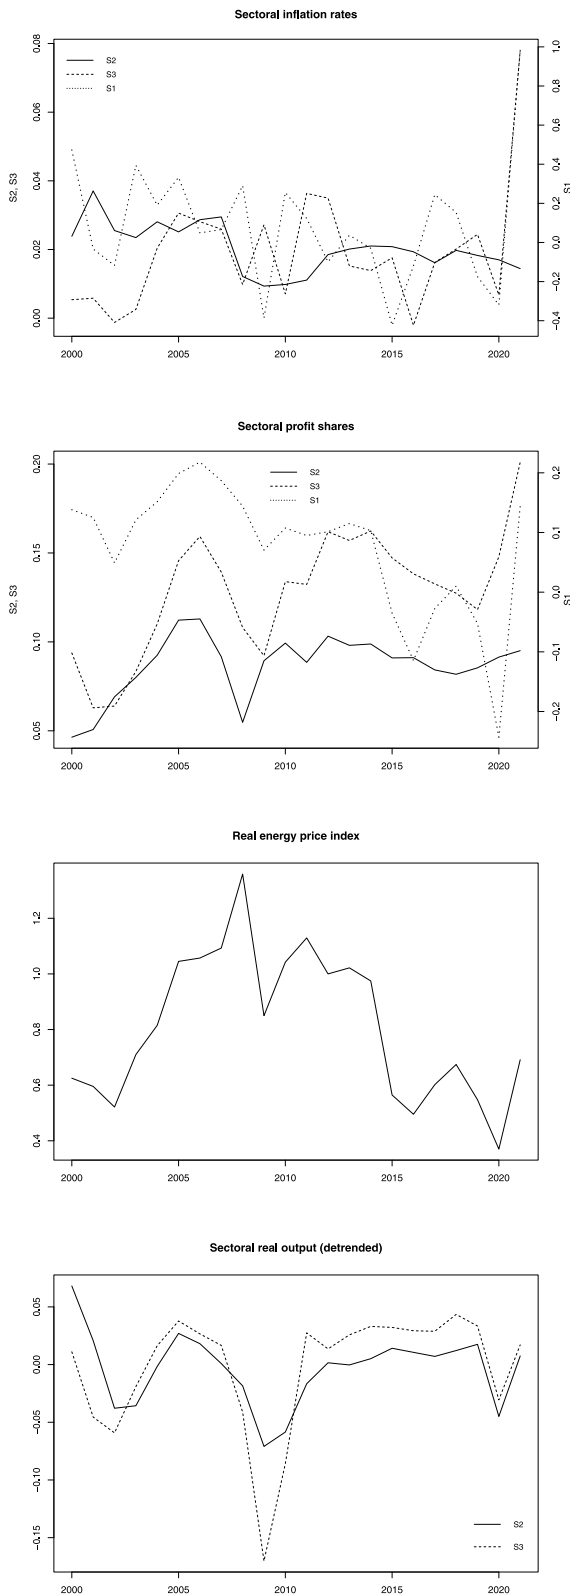 Sectoral inflation rates
S2
S3
S1
0.08
0.06
0.04
0.02
0.00
S2, S3
1.0
0.8
0.6
0.4
0.2
0.0
−0.2
−0.4
S1
2000 2005 2010 2015 2020
Sectoral profit shares
S2
S3
S1
0.20
0.15
0.10
0.05
S2, S3
0.2
0.1
0.0
−0.1
−0.2
S1
2000 2005 2010 2015 2020
Real energy price index
1.2
1.0
0.8
0.6
0.4
2000 2005 2010 2015 2020
Sectoral real output (detrended)
0.05
0.00
−0.05
−0.10
−0.15
S2
S3
2000 2005 2010 2015 2020